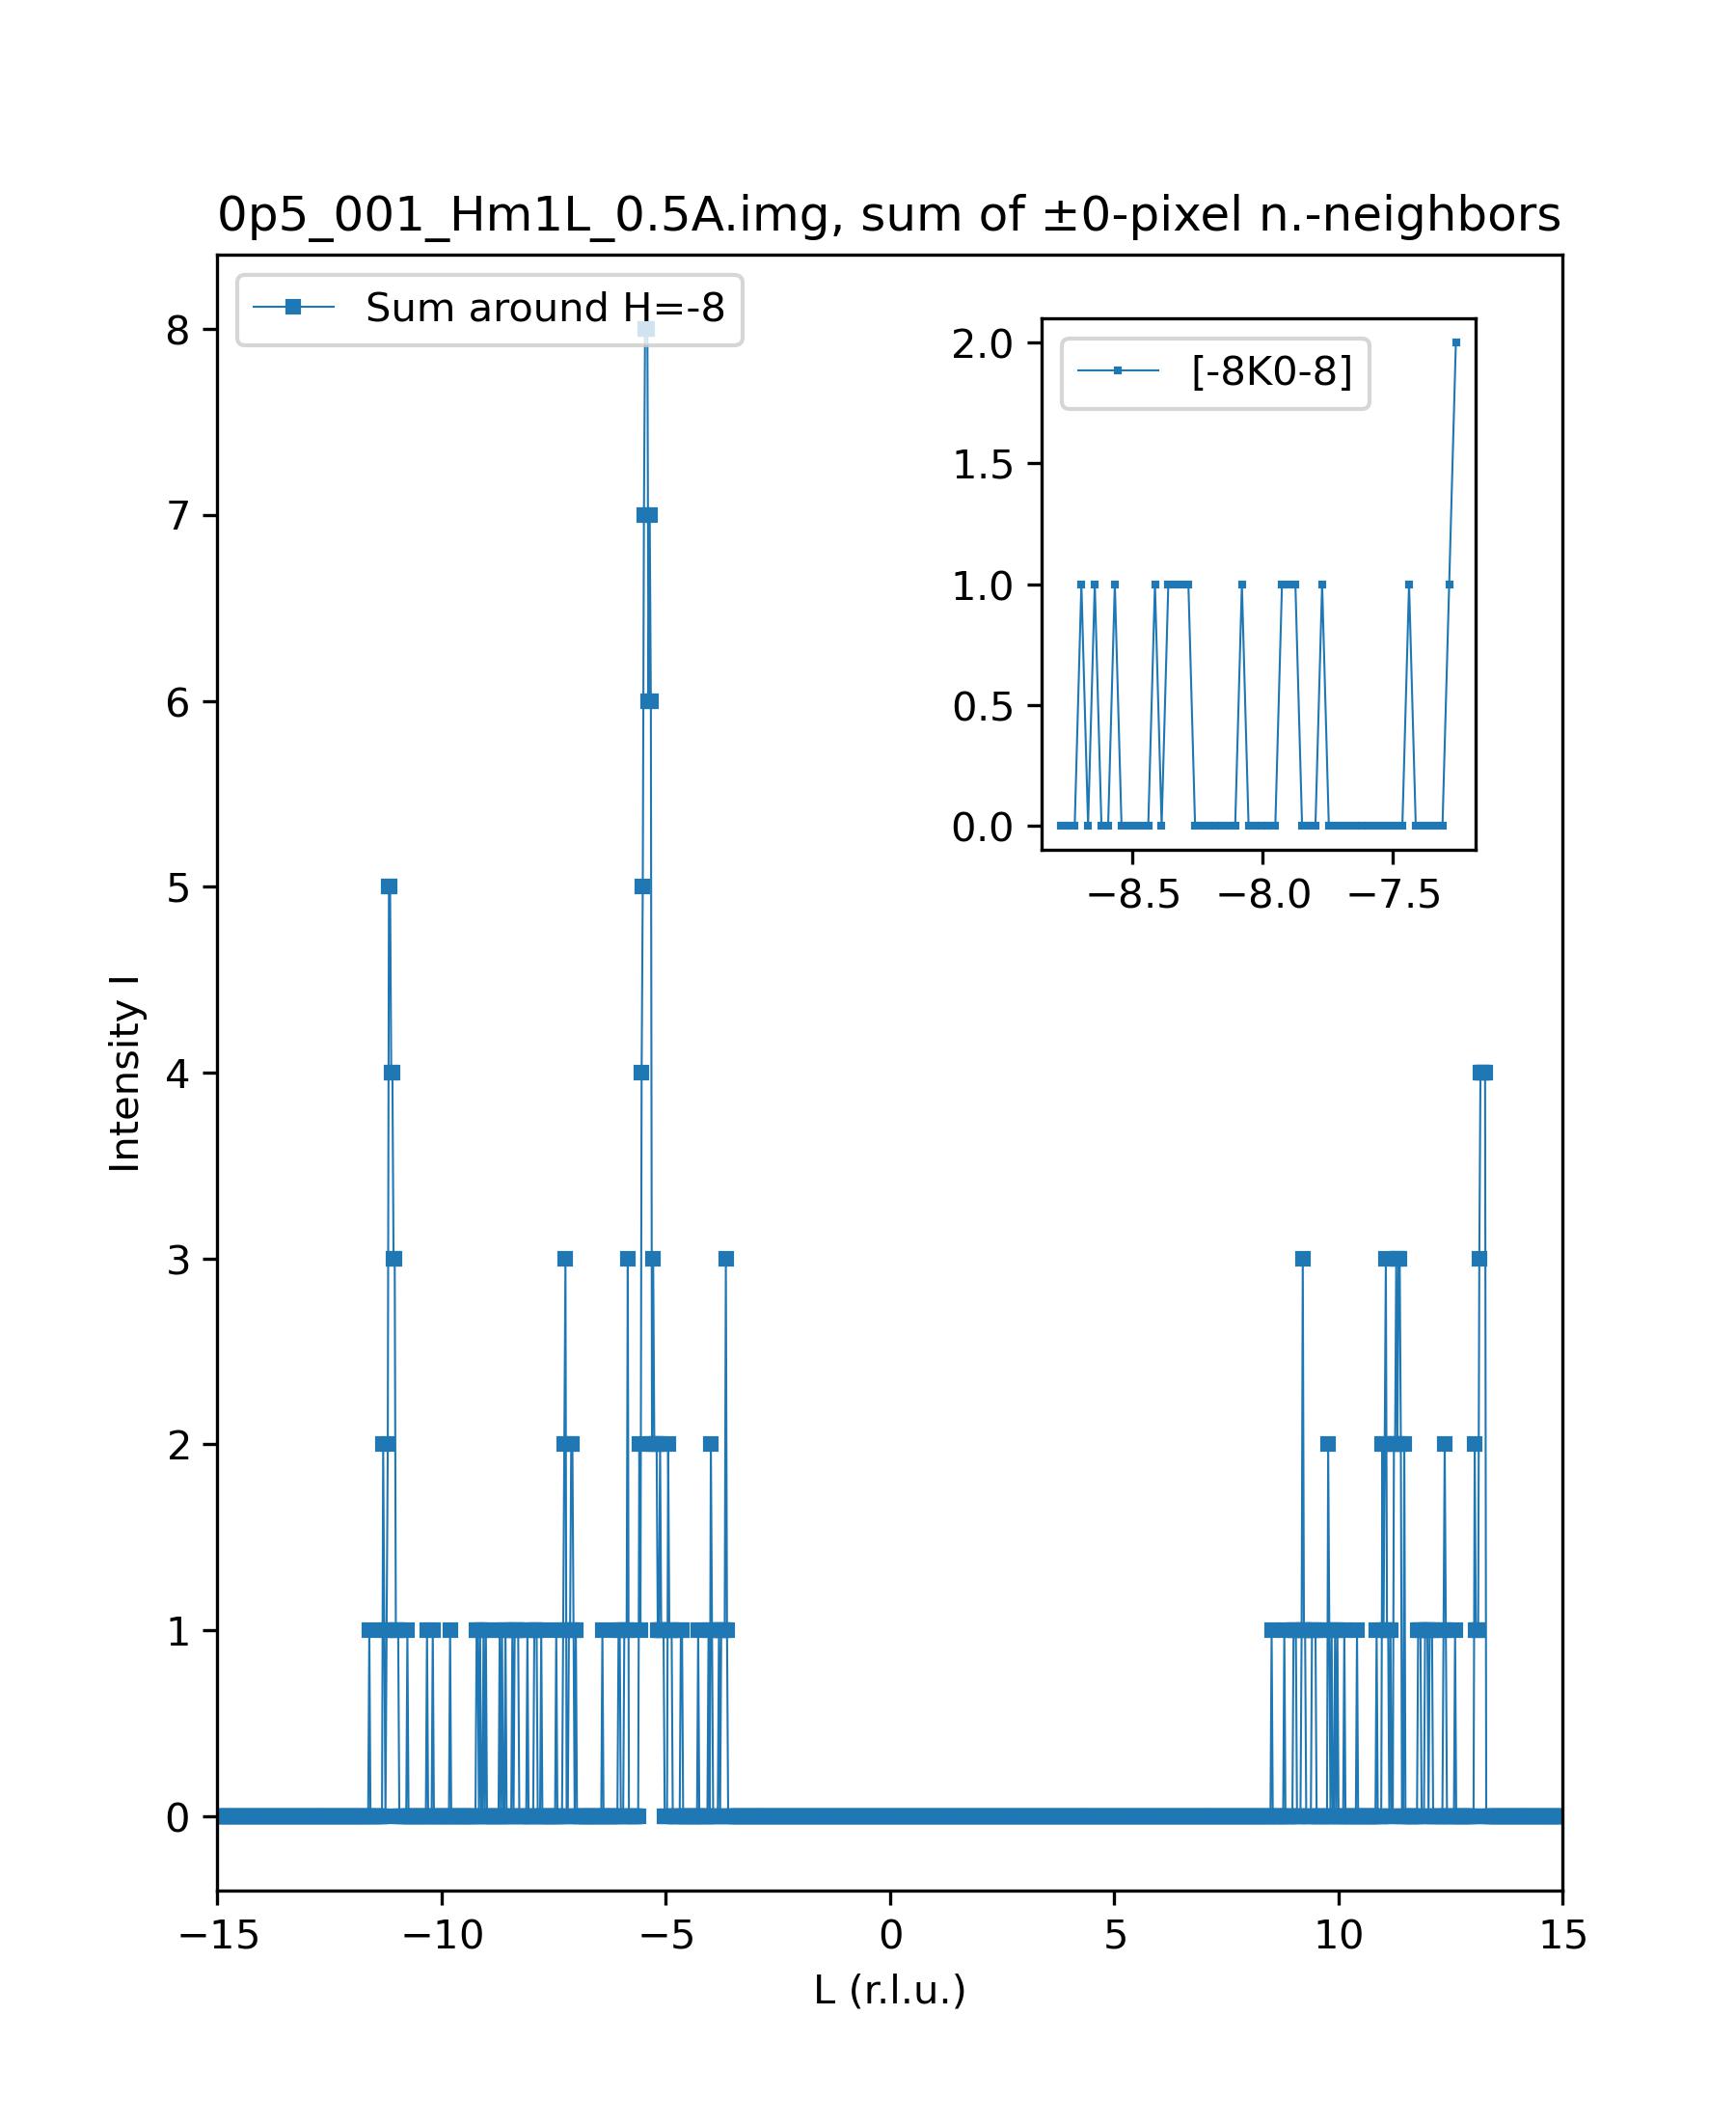 0p5_001_Hm1L_0.5A.img, sum of ±0-pixel n.-neighbors
Sum around H=-8
[-8K0-8]
2.0
1.5
1.0
0.5
0.0
−8.5 −8.0 −7.5
8
7
6
5
4
3
2
1
0
Intensity I
−15 −10 −5 0 5 10 15
L (r.l.u.)